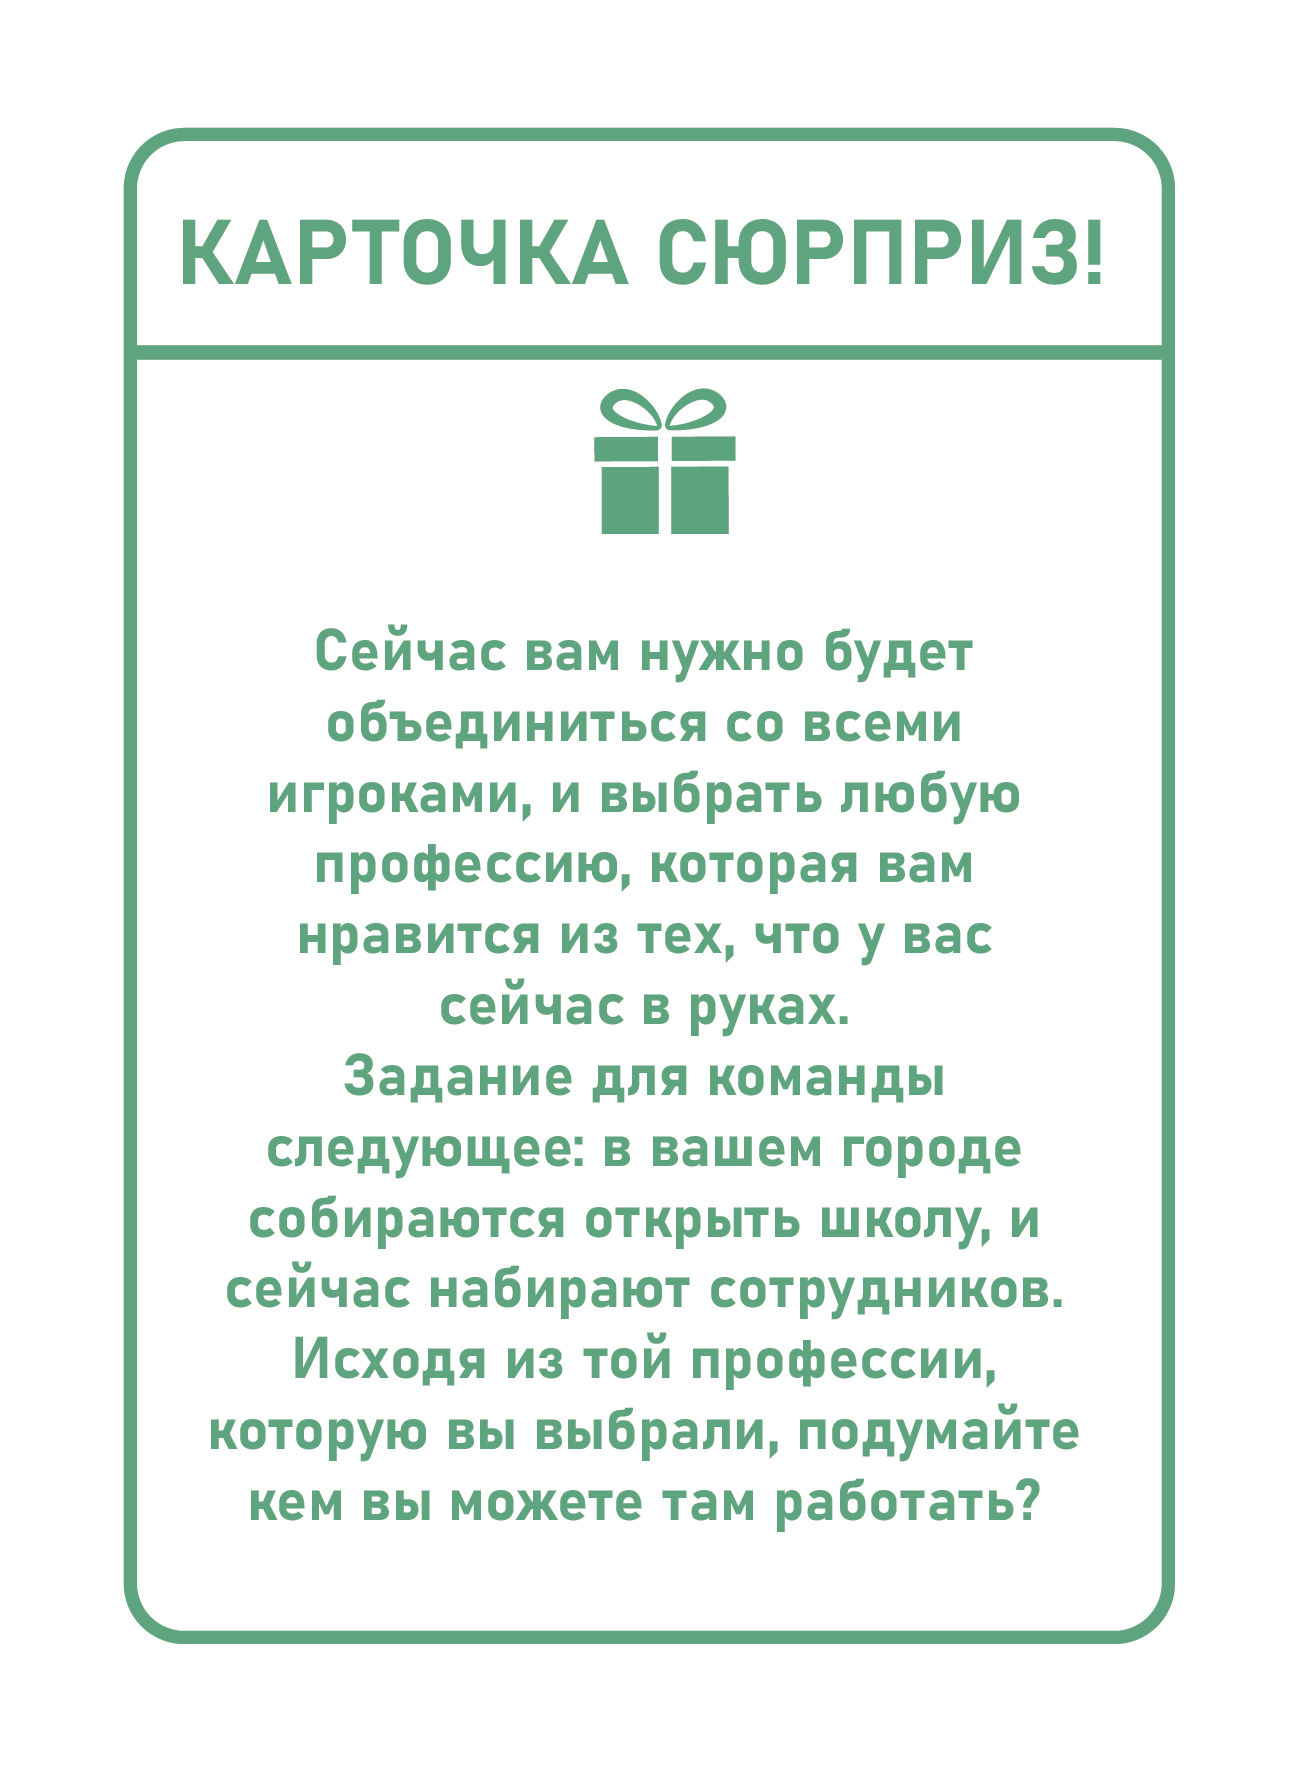 КАРТОЧКА СЮРПРИЗ!
Сейчас вам нужно будет
объединиться со всеми
игроками, и выбрать любую
профессию, которая вам
нравится из тех, что у вас
сейчас в руках.
Задание для команды
следующее: в вашем городе
собираются открыть школу, и
сейчас набирают сотрудников.
Исходя из той профессии,
которую вы выбрали, подумайте
кем вы можете там работать?